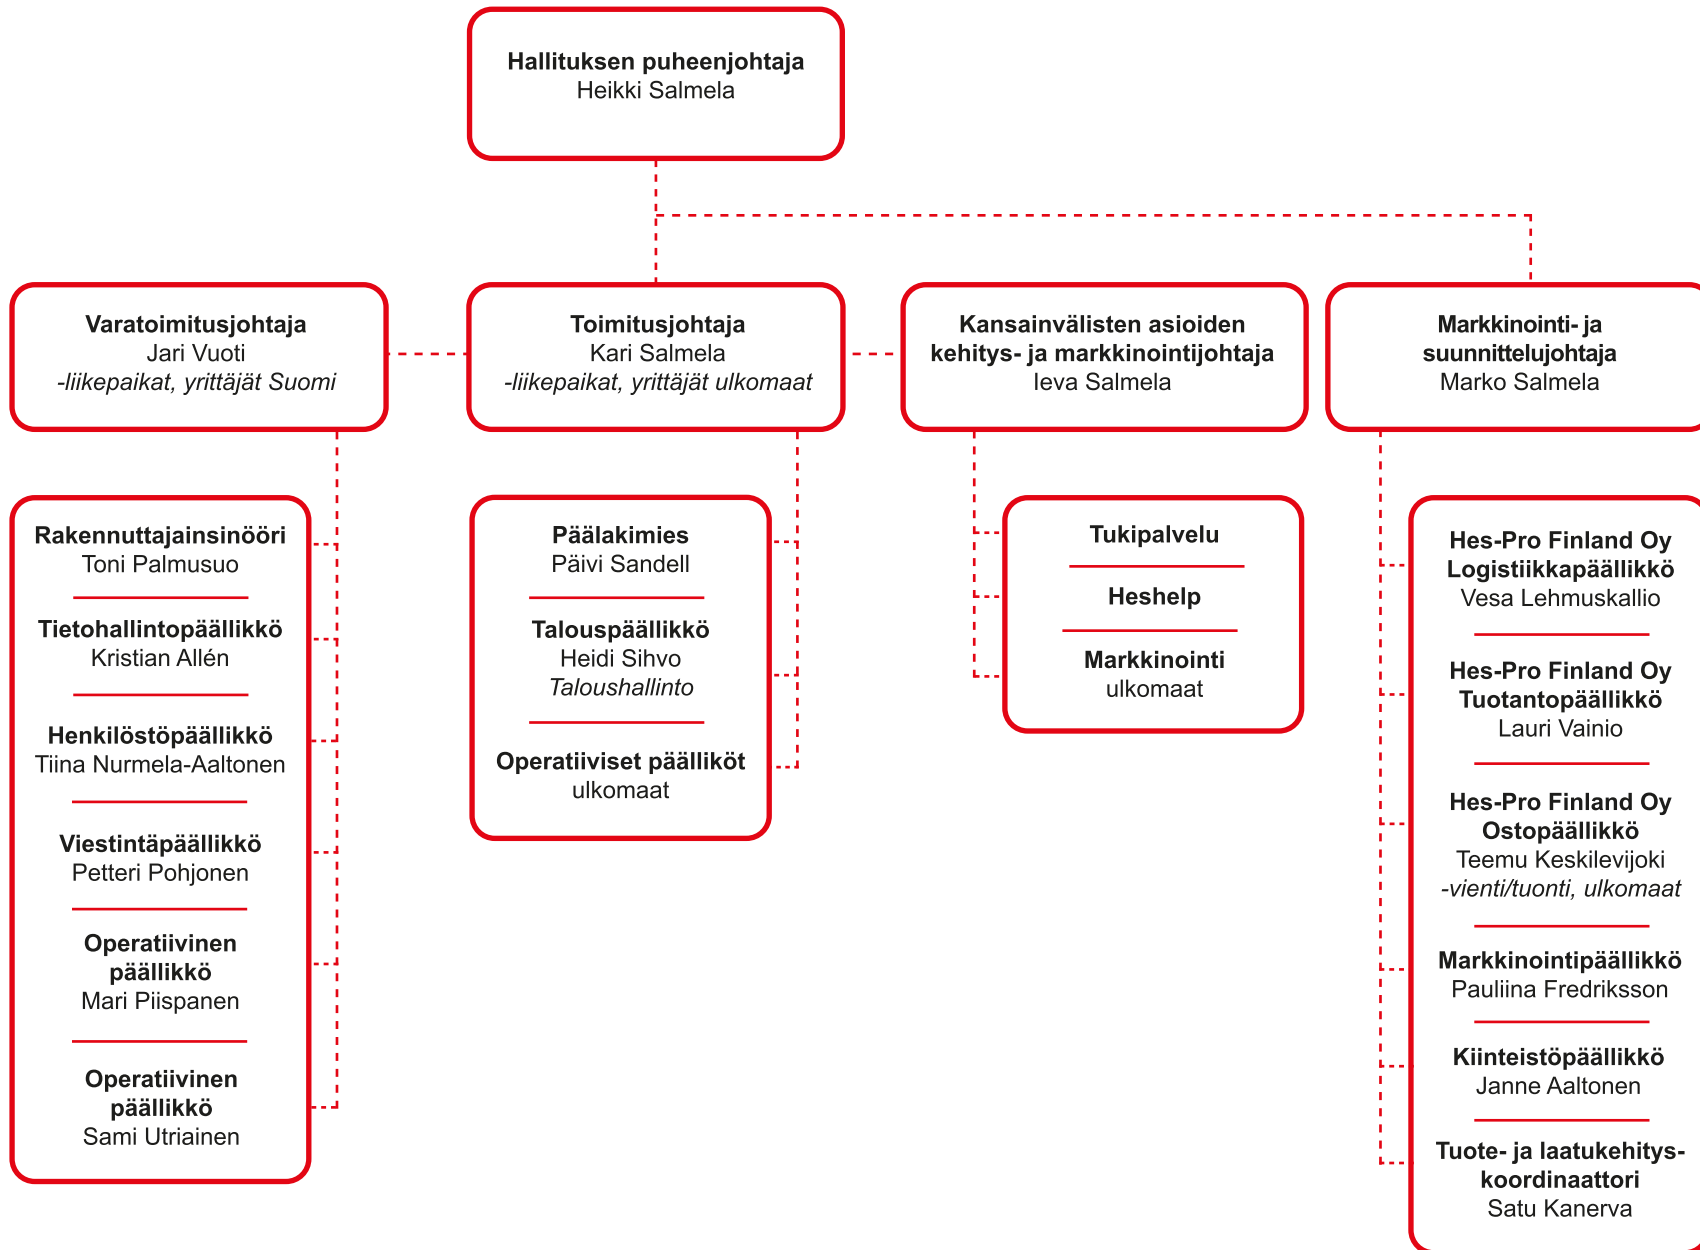 Hallituksen puheenjohtaja
Heikki Salmela
Varatoimitusjohtaja
Jari Vuoti
-liikepaikat, yrittäjät Suomi
Toimitusjohtaja
Kari Salmela
-liikepaikat, yrittäjät ulkomaat
Kansainvälisten asioiden
kehitys- ja markkinointijohtaja
Ieva Salmela
Markkinointi- ja
suunnittelujohtaja
Marko Salmela
Rakennuttajainsinööri
Toni Palmusuo
Tietohallintopäällikkö
Kristian Allén
Henkilöstöpäällikkö
Tiina Nurmela-Aaltonen
Viestintäpäällikkö
Petteri Pohjonen
Operatiivinen
päällikkö
Mari Piispanen
Operatiivinen
päällikkö
Sami Utriainen
Päälakimies
Päivi Sandell
Talouspäällikkö
Heidi Sihvo
Taloushallinto
Operatiiviset päälliköt
ulkomaat
Tukipalvelu
Heshelp
Markkinointi
ulkomaat
Hes-Pro Finland Oy
Logistiikkapäällikkö
Vesa Lehmuskallio
Hes-Pro Finland Oy
Tuotantopäällikkö
Lauri Vainio
Hes-Pro Finland Oy
Ostopäällikkö
Teemu Keskilevijoki
-vienti/tuonti, ulkomaat
Markkinointipäällikkö
Pauliina Fredriksson
Kiinteistöpäällikkö
Janne Aaltonen
Tuote- ja laatukehitys-
koordinaattori
Satu Kanerva